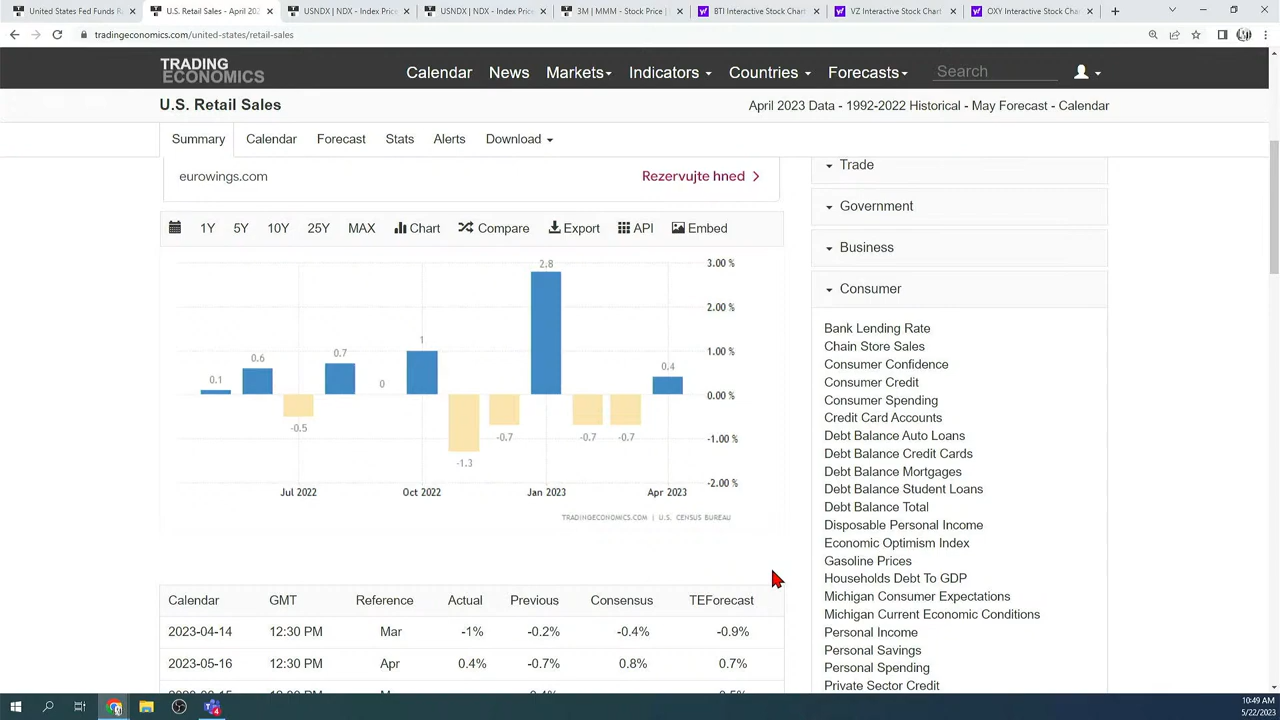 United States Fed Funds R
U.S. Retail Sales - April 202
USNDX | NDX - Index Price
USNDX | NDX - Index Price
3M | MMM - Stock Price |
BTI Interactive Stock Chart
VZ Interactive Stock Chart
OXY Interactive Stock Char
tradingeconomics.com/united-states/retail-sales
TRADING
ECONOMICS
Calendar News Markets Indicators Countries Forecasts Search
U.S. Retail Sales
April 2023 Data - 1992-2022 Historical - May Forecast - Calendar
Summary Calendar Forecast Stats Alerts Download
eurowings.com
Rezervujte hned
1Y 5Y 10Y 25Y MAX Chart Compare Export API Embed
2.8
3.00 %
2.00 %
1
1.00 %
0.7
0.6
0.4
0.1
0
0.00 %
-0.5
-0.7
-0.7
-0.7
-1.00 %
-1.3
-2.00 %
Jul 2022 Oct 2022 Jan 2023 Apr 2023
TRADINGECONOMICS.COM | U.S. CENSUS BUREAU
Calendar GMT Reference Actual Previous Consensus TEForecast
2023-04-14 12:30 PM Mar -1% -0.2% -0.4% -0.9%
2023-05-16 12:30 PM Apr 0.4% -0.7% 0.8% 0.7%
Trade
Government
Business
Consumer
Bank Lending Rate
Chain Store Sales
Consumer Confidence
Consumer Credit
Consumer Spending
Credit Card Accounts
Debt Balance Auto Loans
Debt Balance Credit Cards
Debt Balance Mortgages
Debt Balance Student Loans
Debt Balance Total
Disposable Personal Income
Economic Optimism Index
Gasoline Prices
Households Debt To GDP
Michigan Consumer Expectations
Michigan Current Economic Conditions
Personal Income
Personal Savings
Personal Spending
Private Sector Credit
10:49 AM
5/22/2023